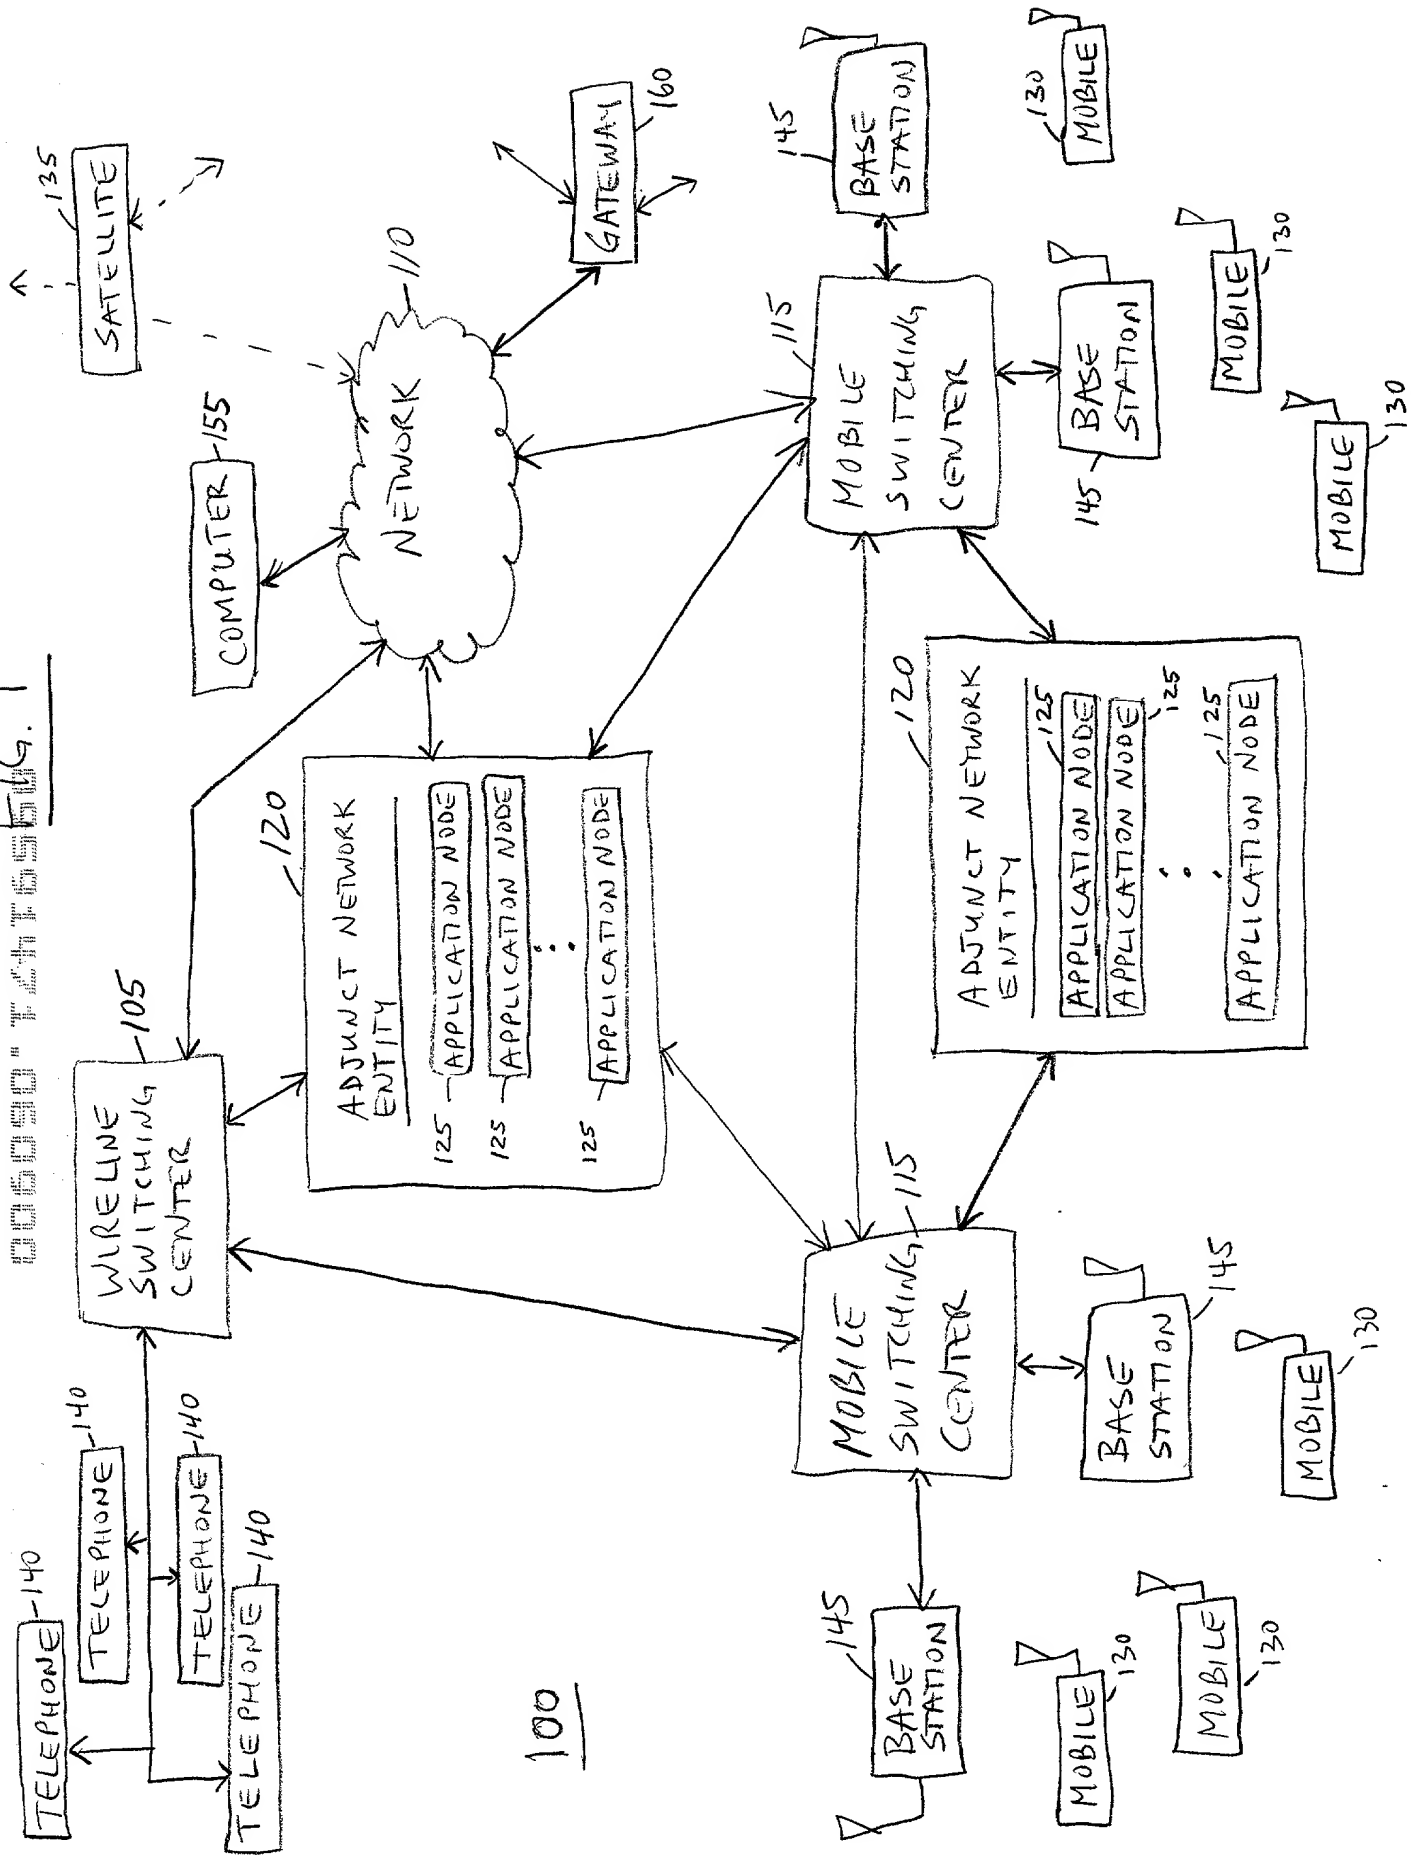 FIG. 1
TELEPHONE 140
TELEPHONE 140
TELEPHONE 140
TELEPHONE 140
WIRELINE
SWITCHING
CENTER
105
COMPUTER 155
SATELLITE
135
NETWORK
110
GATEWAY
160
120
ADJUNCT NETWORK
ENTITY
125 APPLICATION NODE
125 APPLICATION NODE
125 APPLICATION NODE
100
MOBILE
SWITCHING
CENTER
115
MOBILE
SWITCHING
CENTER
115
145
BASE
STATION
BASE
STATION
145
145
BASE
STATION
145
BASE
STATION
120
ADJUNCT NETWORK
ENTITY
125
APPLICATION NODE
APPLICATION NODE
125
125
APPLICATION NODE
MOBILE
130
MOBILE
130
MOBILE
130
130
MOBILE
MOBILE
130
MOBILE
130